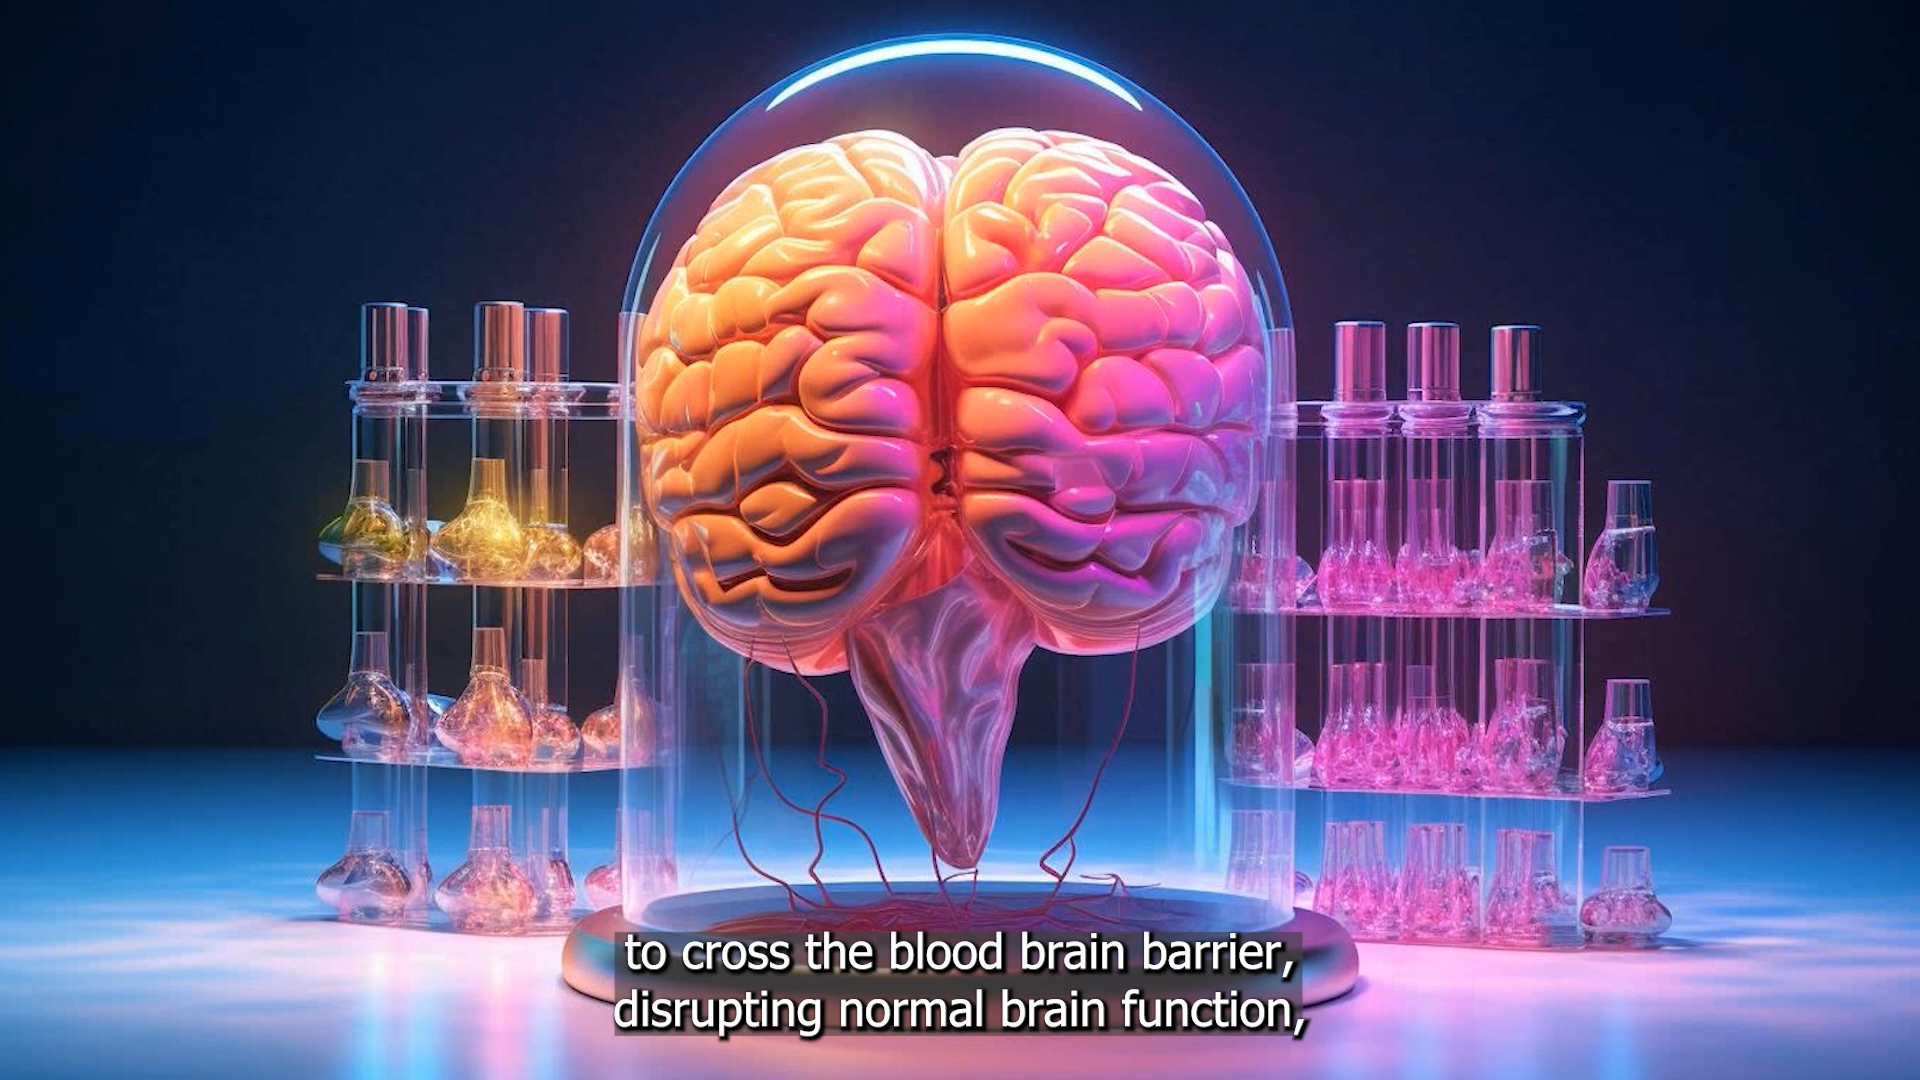 to cross the blood brain barrier,
disrupting normal brain function,